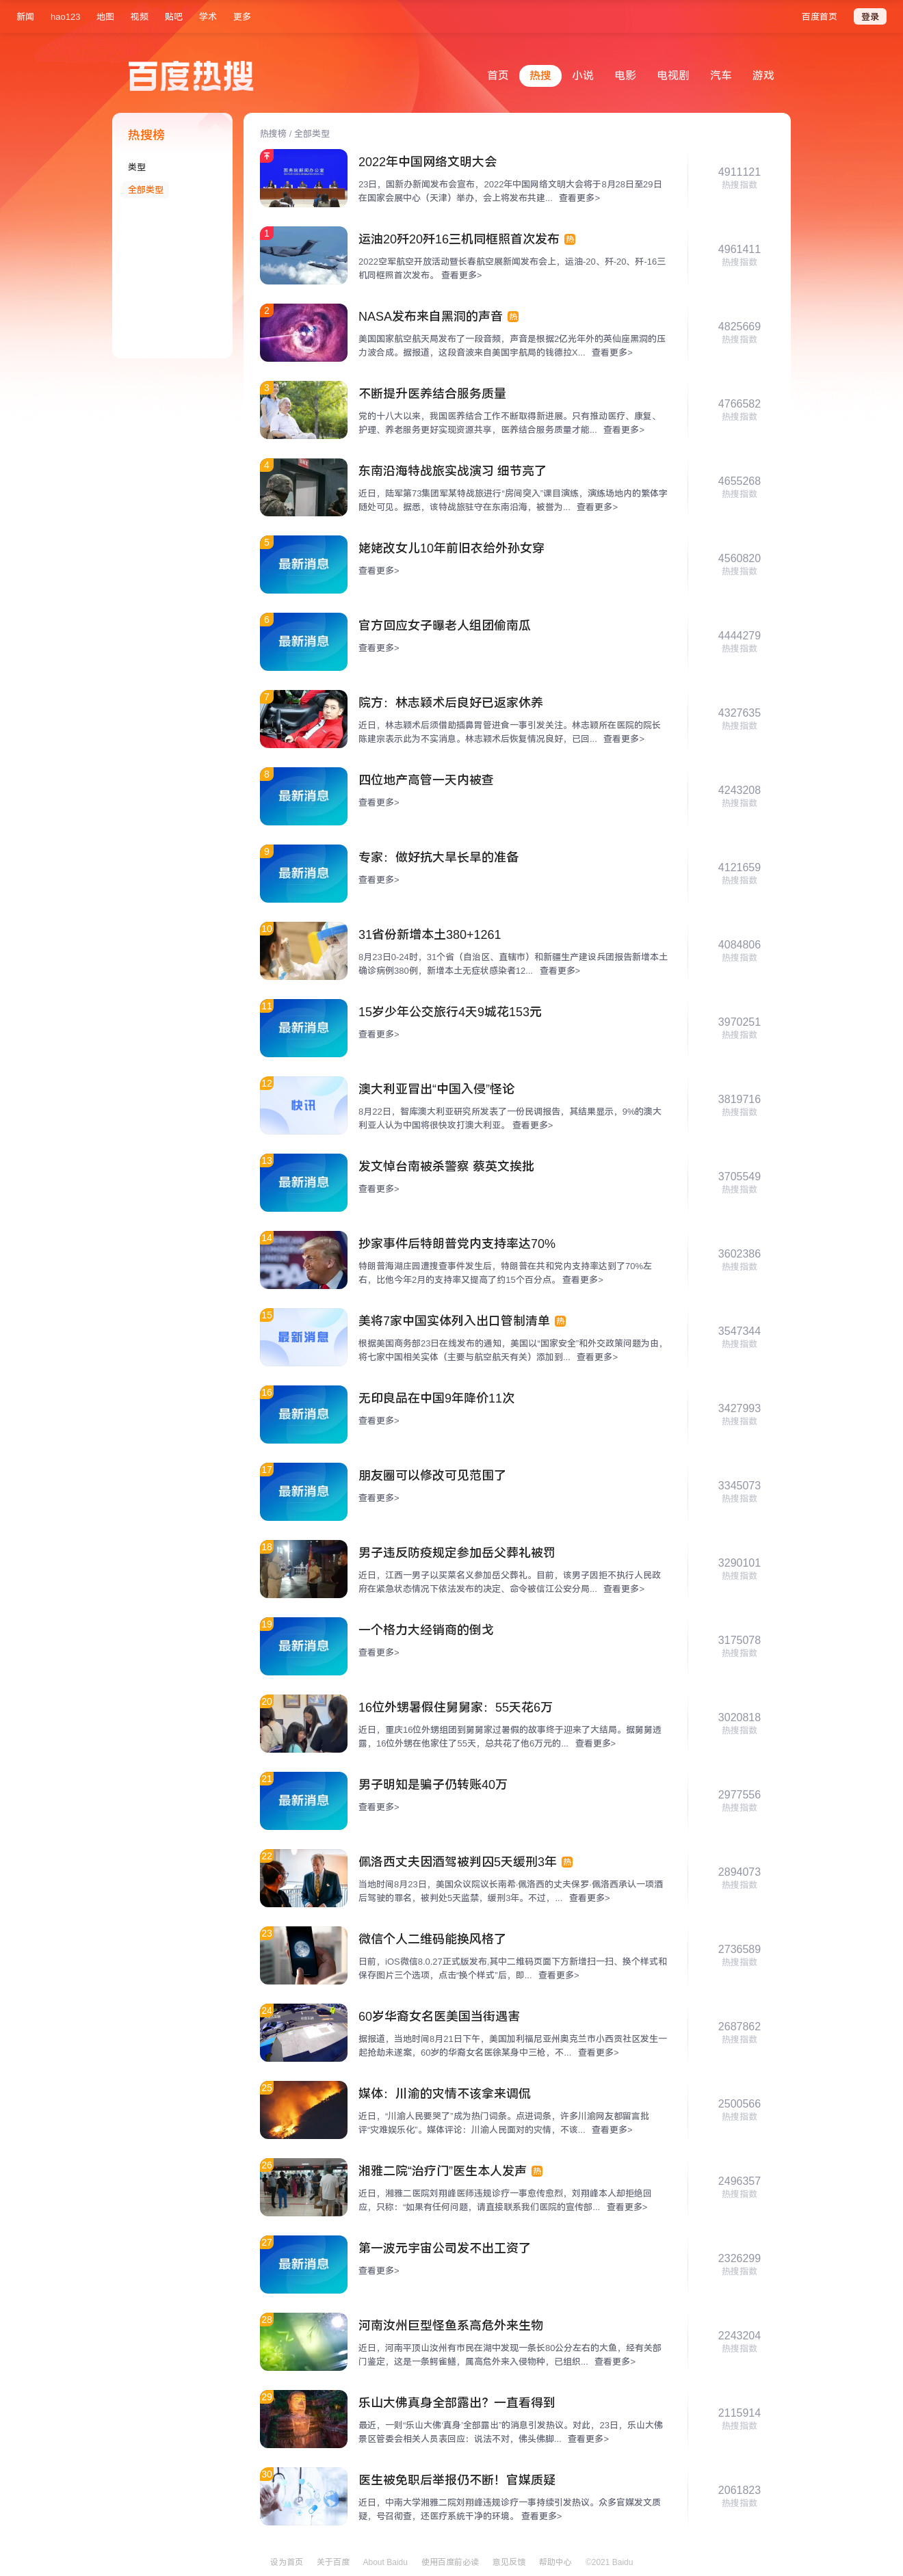 新闻 hao123 地图 视频 贴吧 学术 更多 百度首页 登录
百度热搜
首页 热搜 小说 电影 电视剧 汽车 游戏
热搜榜
类型
全部类型
热搜榜 / 全部类型
2022年中国网络文明大会
23日，国新办新闻发布会宣布，2022年中国网络文明大会将于8月28日至29日
在国家会展中心（天津）举办，会上将发布共建... 查看更多>
4911121
热搜指数
1
运油20歼20歼16三机同框照首次发布 热
2022空军航空开放活动暨长春航空展新闻发布会上，运油-20、歼-20、歼-16三
机同框照首次发布。 查看更多>
4961411
热搜指数
2
NASA发布来自黑洞的声音 热
美国国家航空航天局发布了一段音频，声音是根据2亿光年外的英仙座黑洞的压
力波合成。据报道，这段音波来自美国宇航局的钱德拉X... 查看更多>
4825669
热搜指数
3
不断提升医养结合服务质量
党的十八大以来，我国医养结合工作不断取得新进展。只有推动医疗、康复、
护理、养老服务更好实现资源共享，医养结合服务质量才能... 查看更多>
4766582
热搜指数
4
东南沿海特战旅实战演习 细节亮了
近日，陆军第73集团军某特战旅进行“房间突入”课目演练，演练场地内的繁体字
随处可见。据悉，该特战旅驻守在东南沿海，被誉为... 查看更多>
4655268
热搜指数
5
最新消息
姥姥改女儿10年前旧衣给外孙女穿
查看更多>
4560820
热搜指数
6
最新消息
官方回应女子曝老人组团偷南瓜
查看更多>
4444279
热搜指数
7
院方：林志颖术后良好已返家休养
近日，林志颖术后须借助插鼻胃管进食一事引发关注。林志颖所在医院的院长
陈建宗表示此为不实消息。林志颖术后恢复情况良好，已回... 查看更多>
4327635
热搜指数
8
最新消息
四位地产高管一天内被查
查看更多>
4243208
热搜指数
9
最新消息
专家：做好抗大旱长旱的准备
查看更多>
4121659
热搜指数
10
31省份新增本土380+1261
8月23日0-24时，31个省（自治区、直辖市）和新疆生产建设兵团报告新增本土
确诊病例380例，新增本土无症状感染者12... 查看更多>
4084806
热搜指数
11
最新消息
15岁少年公交旅行4天9城花153元
查看更多>
3970251
热搜指数
12
快讯
澳大利亚冒出“中国入侵”怪论
8月22日，智库澳大利亚研究所发表了一份民调报告，其结果显示，9%的澳大
利亚人认为中国将很快攻打澳大利亚。 查看更多>
3819716
热搜指数
13
最新消息
发文悼台南被杀警察 蔡英文挨批
查看更多>
3705549
热搜指数
14
抄家事件后特朗普党内支持率达70%
特朗普海湖庄园遭搜查事件发生后，特朗普在共和党内支持率达到了70%左
右，比他今年2月的支持率又提高了约15个百分点。 查看更多>
3602386
热搜指数
15
最新消息
美将7家中国实体列入出口管制清单 热
根据美国商务部23日在线发布的通知，美国以“国家安全”和外交政策问题为由，
将七家中国相关实体（主要与航空航天有关）添加到... 查看更多>
3547344
热搜指数
16
最新消息
无印良品在中国9年降价11次
查看更多>
3427993
热搜指数
17
最新消息
朋友圈可以修改可见范围了
查看更多>
3345073
热搜指数
18
男子违反防疫规定参加岳父葬礼被罚
近日，江西一男子以买菜名义参加岳父葬礼。目前，该男子因拒不执行人民政
府在紧急状态情况下依法发布的决定、命令被信江公安分局... 查看更多>
3290101
热搜指数
19
最新消息
一个格力大经销商的倒戈
查看更多>
3175078
热搜指数
20
16位外甥暑假住舅舅家：55天花6万
近日，重庆16位外甥组团到舅舅家过暑假的故事终于迎来了大结局。据舅舅透
露，16位外甥在他家住了55天，总共花了他6万元的... 查看更多>
3020818
热搜指数
21
最新消息
男子明知是骗子仍转账40万
查看更多>
2977556
热搜指数
22
佩洛西丈夫因酒驾被判囚5天缓刑3年 热
当地时间8月23日，美国众议院议长南希·佩洛西的丈夫保罗·佩洛西承认一项酒
后驾驶的罪名，被判处5天监禁，缓刑3年。不过，... 查看更多>
2894073
热搜指数
23
微信个人二维码能换风格了
日前，iOS微信8.0.27正式版发布,其中二维码页面下方新增扫一扫、换个样式和
保存图片三个选项，点击“换个样式”后，即... 查看更多>
2736589
热搜指数
24
60岁华裔女名医美国当街遇害
据报道，当地时间8月21日下午，美国加利福尼亚州奥克兰市小西贡社区发生一
起抢劫未遂案，60岁的华裔女名医徐某身中三枪，不... 查看更多>
2687862
热搜指数
25
媒体：川渝的灾情不该拿来调侃
近日，“川渝人民要哭了”成为热门词条。点进词条，许多川渝网友都留言批
评“灾难娱乐化”。媒体评论：川渝人民面对的灾情，不该... 查看更多>
2500566
热搜指数
26
湘雅二院“治疗门”医生本人发声 热
近日，湘雅二医院刘翔峰医师违规诊疗一事愈传愈烈，刘翔峰本人却拒绝回
应，只称：“如果有任何问题，请直接联系我们医院的宣传部... 查看更多>
2496357
热搜指数
27
最新消息
第一波元宇宙公司发不出工资了
查看更多>
2326299
热搜指数
28
河南汝州巨型怪鱼系高危外来生物
近日，河南平顶山汝州有市民在湖中发现一条长80公分左右的大鱼，经有关部
门鉴定，这是一条鳄雀鳝，属高危外来入侵物种，已组织... 查看更多>
2243204
热搜指数
29
乐山大佛真身全部露出？一直看得到
最近，一则“乐山大佛‘真身’全部露出”的消息引发热议。对此，23日，乐山大佛
景区管委会相关人员表回应：说法不对，佛头佛脚... 查看更多>
2115914
热搜指数
30
医生被免职后举报仍不断！官媒质疑
近日，中南大学湘雅二院刘翔峰违规诊疗一事持续引发热议。众多官媒发文质
疑，号召彻查，还医疗系统干净的环境。 查看更多>
2061823
热搜指数
设为首页 关于百度 About Baidu 使用百度前必读 意见反馈 帮助中心 ©2021 Baidu